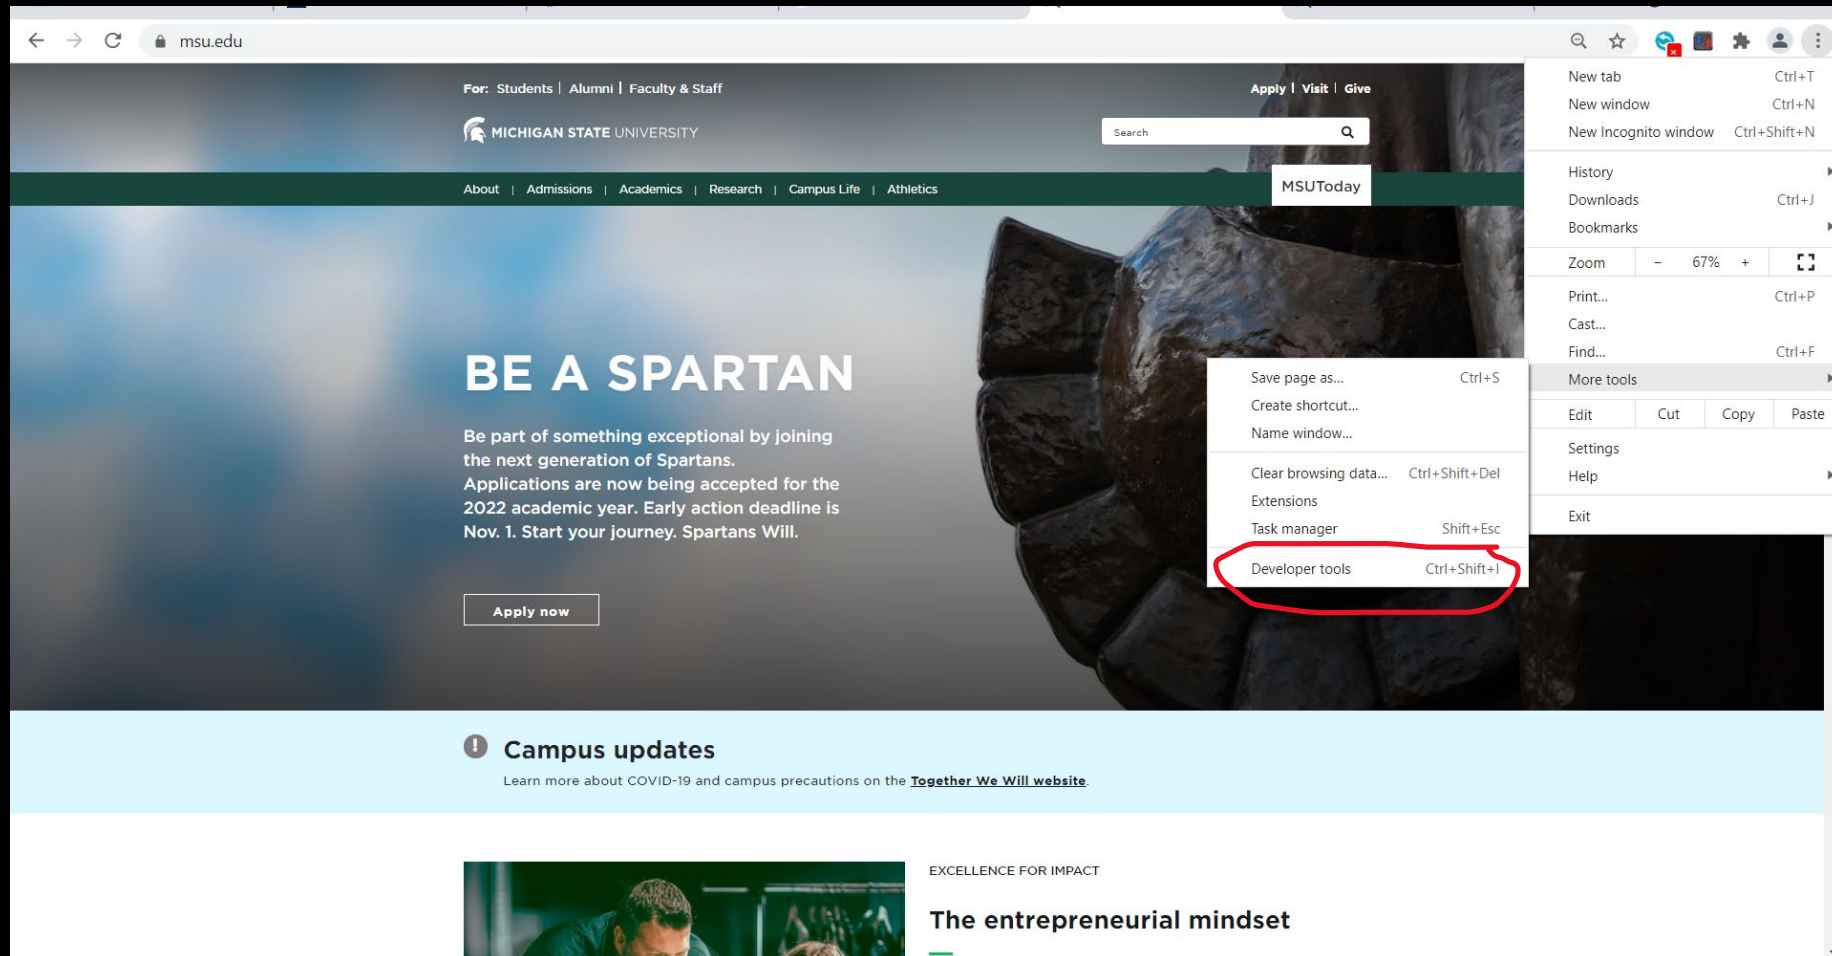 msu.edu
For: Students | Alumni | Faculty & Staff
Apply | Visit | Give
MICHIGAN STATE UNIVERSITY
Search
About | Admissions | Academics | Research | Campus Life | Athletics
MSUToday
BE A SPARTAN
Be part of something exceptional by joining
the next generation of Spartans.
Applications are now being accepted for the
2022 academic year. Early action deadline is
Nov. 1. Start your journey. Spartans Will.
Apply now
New tab Ctrl+T
New window Ctrl+N
New Incognito window Ctrl+Shift+N
History
Downloads Ctrl+J
Bookmarks
Zoom - 67% +
Print... Ctrl+P
Cast...
Find... Ctrl+F
More tools
Edit Cut Copy Paste
Settings
Help
Exit
Save page as... Ctrl+S
Create shortcut...
Name window...
Clear browsing data... Ctrl+Shift+Del
Extensions
Task manager Shift+Esc
Developer tools Ctrl+Shift+I
Campus updates
Learn more about COVID-19 and campus precautions on the Together We Will website.
EXCELLENCE FOR IMPACT
The entrepreneurial mindset